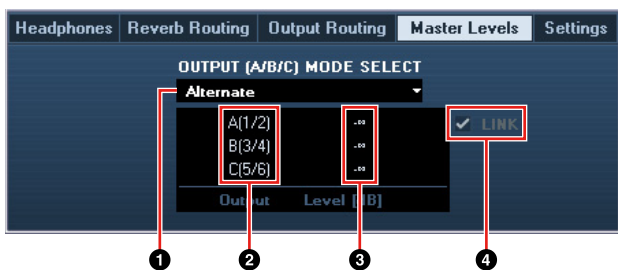 Headphones Reverb Routing Output Routing Master Levels Settings
OUTPUT (A/B/C) MODE SELECT
Alternate
A(1/2) -∞
B(3/4) -∞
C(5/6) -∞
LINK
Output Level [dB]
1 2 3 4